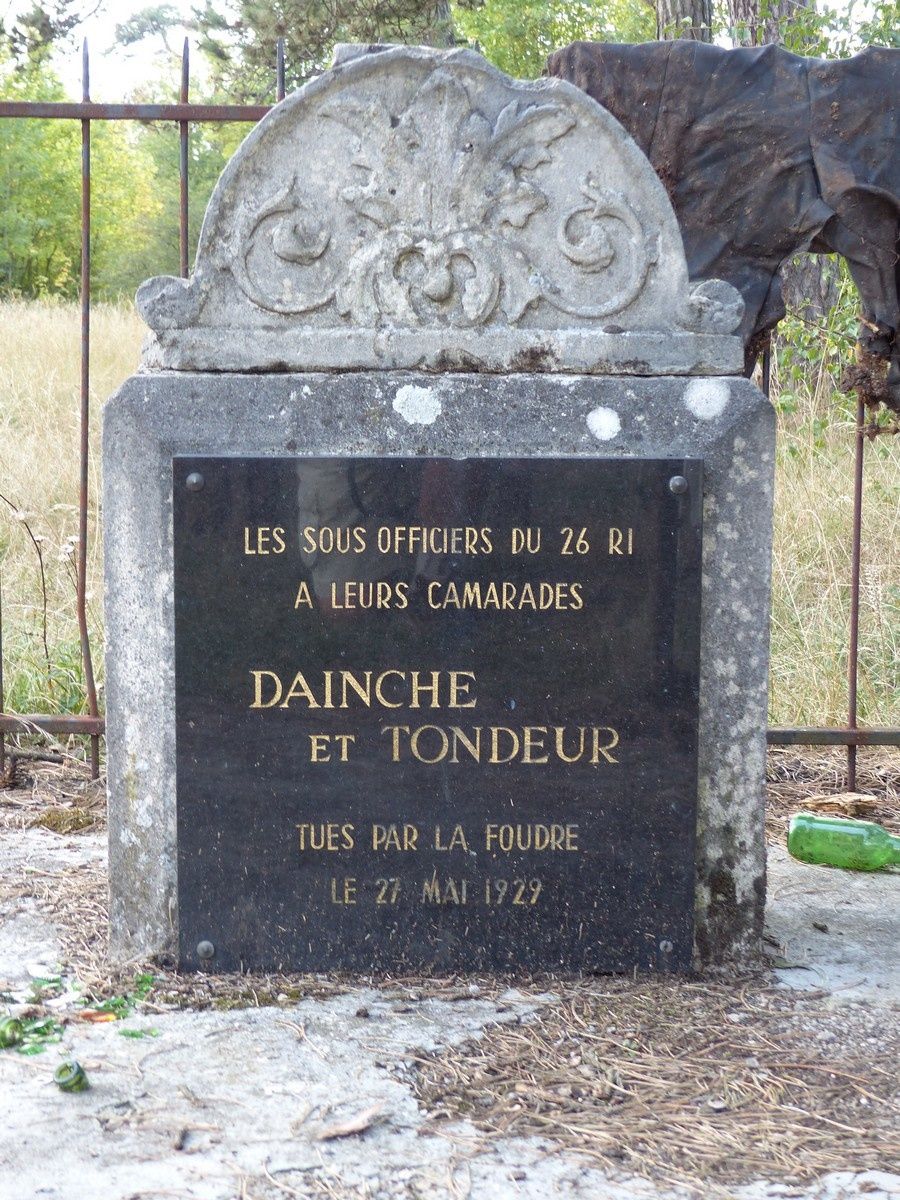 LES SOUS OFFICIERS DU 26 RI
A LEURS CAMARADES
DAINCHE
ET TONDEUR
TUES PAR LA FOUDRE
LE 27 MAI 1929